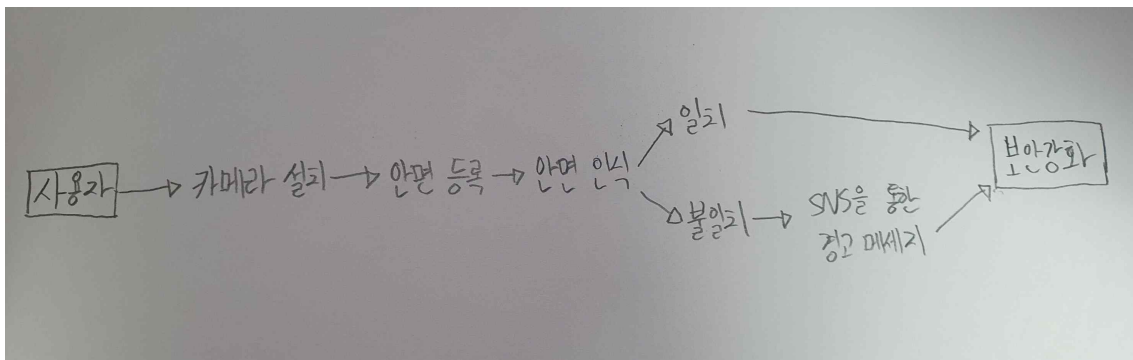 사용자 → 카메라 설치 → 안면 등록 → 안면 인식
일치
불일치 → SNS을 통한
경고 메세지
보안강화